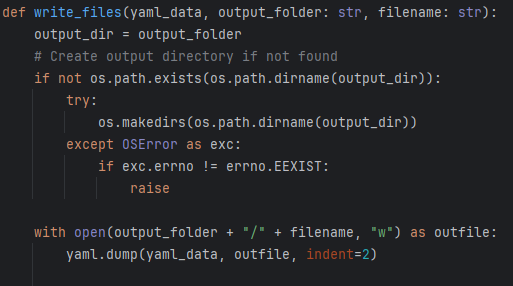 def write_files(yaml_data, output_folder: str, filename: str):
    output_dir = output_folder
    # Create output directory if not found
    if not os.path.exists(os.path.dirname(output_dir)):
        try:
            os.makedirs(os.path.dirname(output_dir))
        except OSError as exc:
            if exc.errno != errno.EEXIST:
                raise

    with open(output_folder + "/" + filename, "w") as outfile:
        yaml.dump(yaml_data, outfile, indent=2)